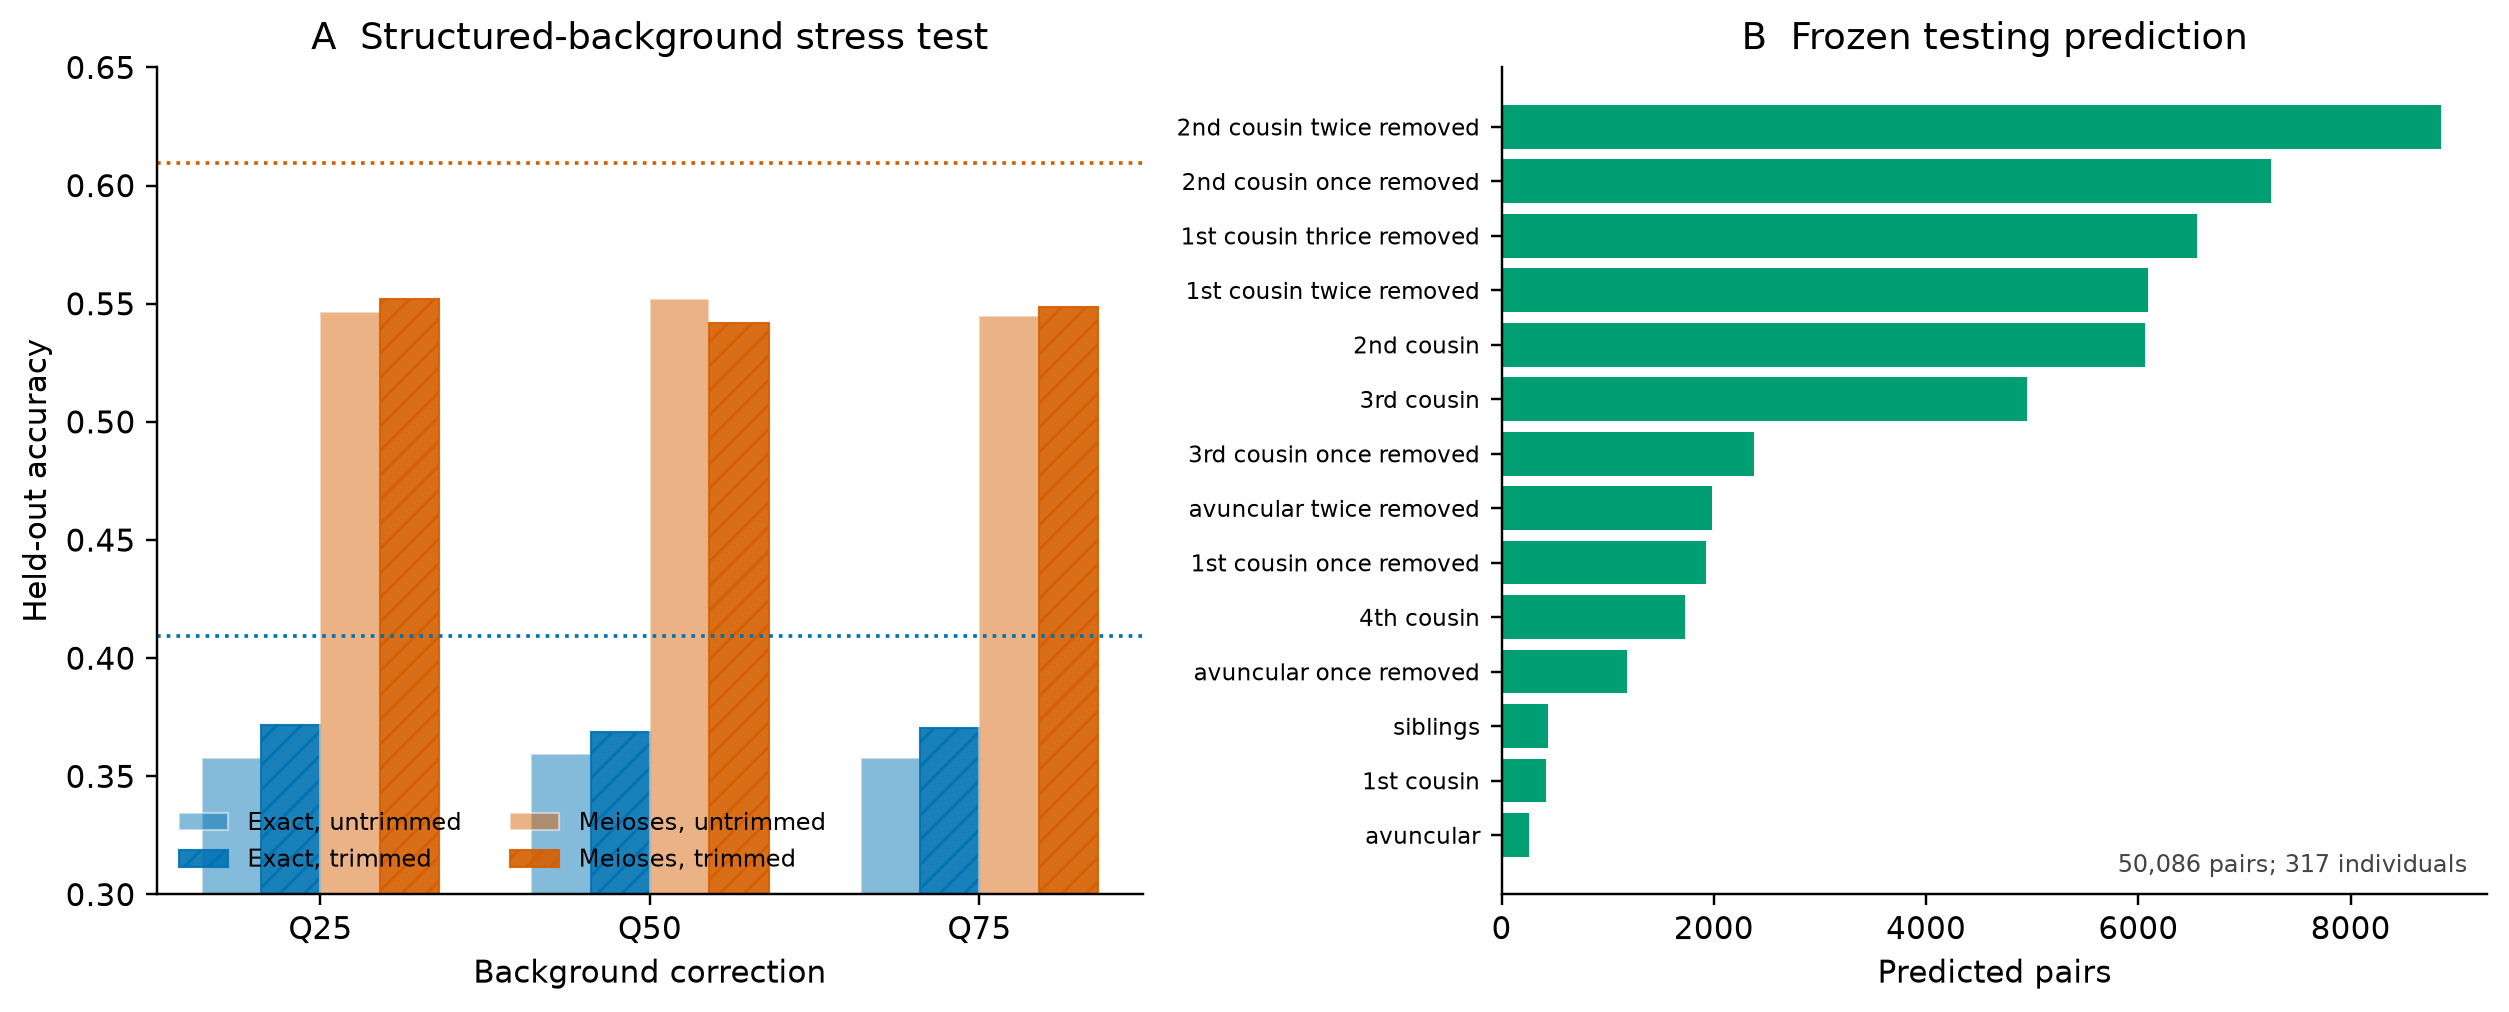 A  Structured-background stress test
0.65
0.60
0.55
0.50
0.45
0.40
0.35
0.30
Held-out accuracy
Exact, untrimmed
Exact, trimmed
Meioses, untrimmed
Meioses, trimmed
Q25
Q50
Q75
Background correction
B  Frozen testing prediction
2nd cousin twice removed
2nd cousin once removed
1st cousin thrice removed
1st cousin twice removed
2nd cousin
3rd cousin
3rd cousin once removed
avuncular twice removed
1st cousin once removed
4th cousin
avuncular once removed
siblings
1st cousin
avuncular
50,086 pairs; 317 individuals
0
2000
4000
6000
8000
Predicted pairs